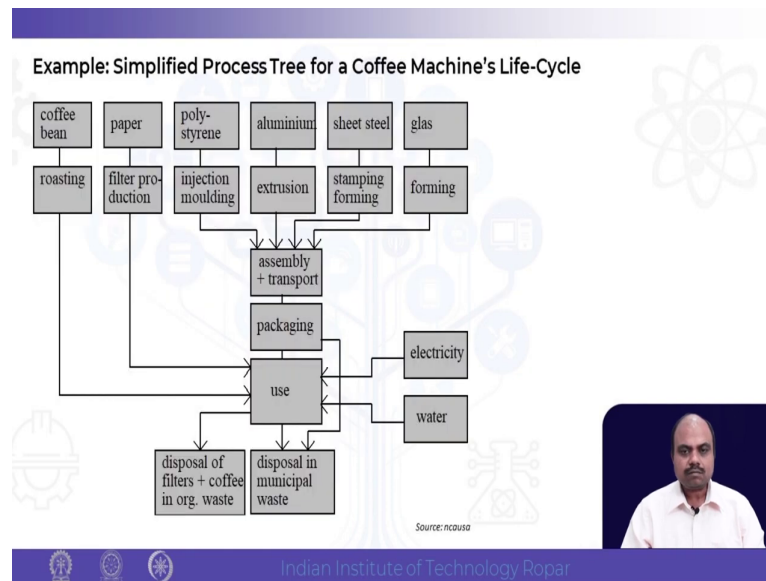 Example: Simplified Process Tree for a Coffee Machine's Life-Cycle
coffee
bean
paper
poly-
styrene
aluminium
sheet steel
glas
roasting
filter pro-
duction
injection
moulding
extrusion
stamping
forming
forming
assembly
+ transport
packaging
electricity
use
water
disposal of
filters + coffee
in org. waste
disposal in
municipal
waste
Source: ncausa
Indian Institute of Technology Ropar